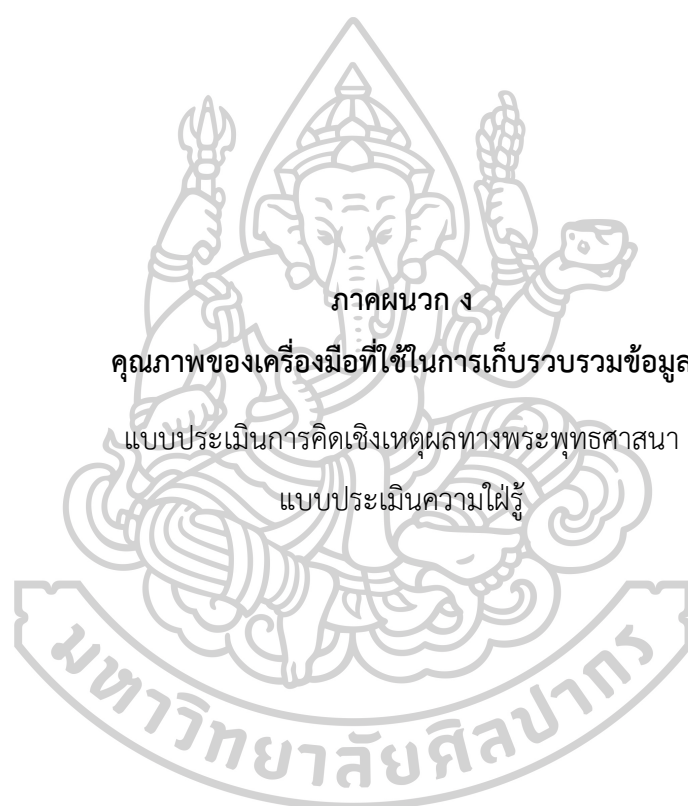 ภาคผนวก ง
คุณภาพของเครื่องมือที่ใช้ในการเก็บรวบรวมข้อมูล
แบบประเมินการคิดเชิงเหตุผลทางพระพุทธศาสนา
แบบประเมินความใฝ่รู้
มหาวิทยาลัยศิลปากร